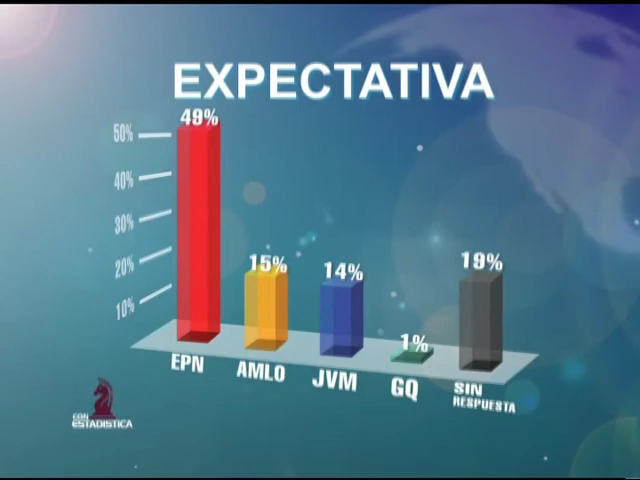 EXPECTATIVA
49%
50%
40%
30%
20%
10%
15%
14%
1%
19%
EPN
AMLO
JVM
GQ
SIN
RESPUESTA
CON
ESTADISTICA